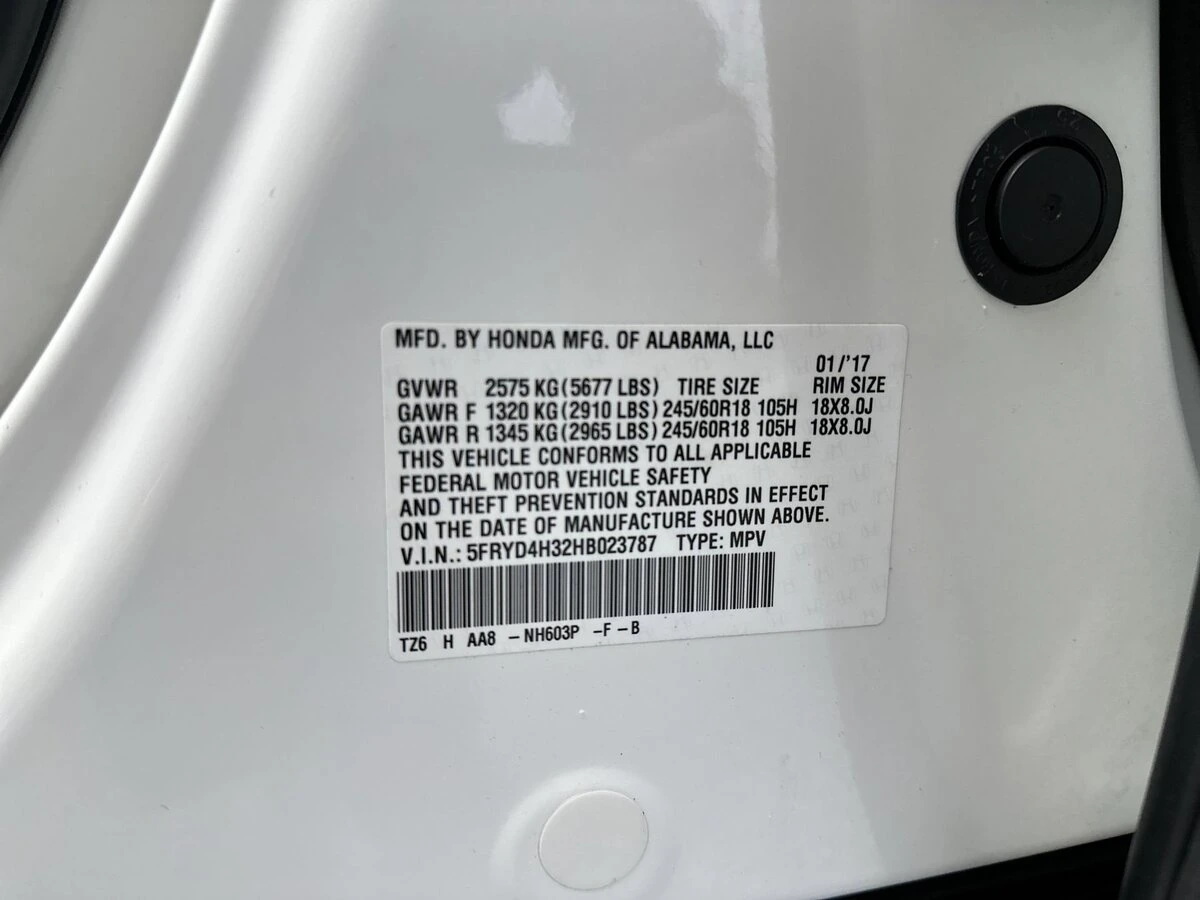 MFD. BY HONDA MFG. OF ALABAMA, LLC
01/'17
GVWR 2575 KG (5677 LBS) TIRE SIZE RIM SIZE
GAWR F 1320 KG (2910 LBS) 245/60R18 105H 18X8.0J
GAWR R 1345 KG (2965 LBS) 245/60R18 105H 18X8.0J
THIS VEHICLE CONFORMS TO ALL APPLICABLE
FEDERAL MOTOR VEHICLE SAFETY
AND THEFT PREVENTION STANDARDS IN EFFECT
ON THE DATE OF MANUFACTURE SHOWN ABOVE.
V.I.N.: 5FRYD4H32HB023787 TYPE: MPV
TZ6 H AA8 -NH603P -F-B